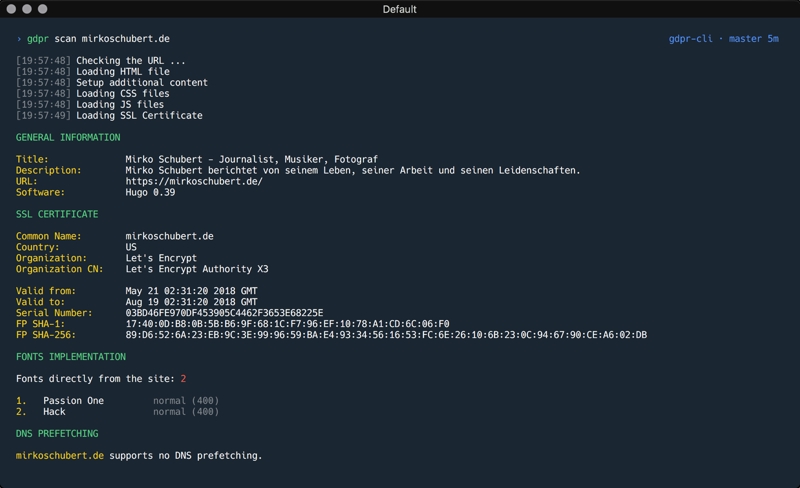 Default
› gdpr scan mirkoschubert.de gdpr-cli · master 5m
[19:57:48] Checking the URL ...
[19:57:48] Loading HTML file
[19:57:48] Setup additional content
[19:57:48] Loading CSS files
[19:57:48] Loading JS files
[19:57:49] Loading SSL Certificate
GENERAL INFORMATION
Title: Mirko Schubert - Journalist, Musiker, Fotograf
Description: Mirko Schubert berichtet von seinem Leben, seiner Arbeit und seinen Leidenschaften.
URL: https://mirkoschubert.de/
Software: Hugo 0.39
SSL CERTIFICATE
Common Name: mirkoschubert.de
Country: US
Organization: Let's Encrypt
Organization CN: Let's Encrypt Authority X3
Valid from: May 21 02:31:20 2018 GMT
Valid to: Aug 19 02:31:20 2018 GMT
Serial Number: 03BD46FE970DF453905C4462F3653E68225E
FP SHA-1: 17:40:0D:B8:0B:5B:B6:9F:68:1C:F7:96:EF:10:78:A1:CD:6C:06:F0
FP SHA-256: 89:D6:52:6A:23:EB:9C:3E:99:96:59:BA:E4:93:34:56:16:53:FC:6E:26:10:6B:23:0C:94:67:90:CE:A6:02:DB
FONTS IMPLEMENTATION
Fonts directly from the site: 2
1. Passion One normal (400)
2. Hack normal (400)
DNS PREFETCHING
mirkoschubert.de supports no DNS prefetching.